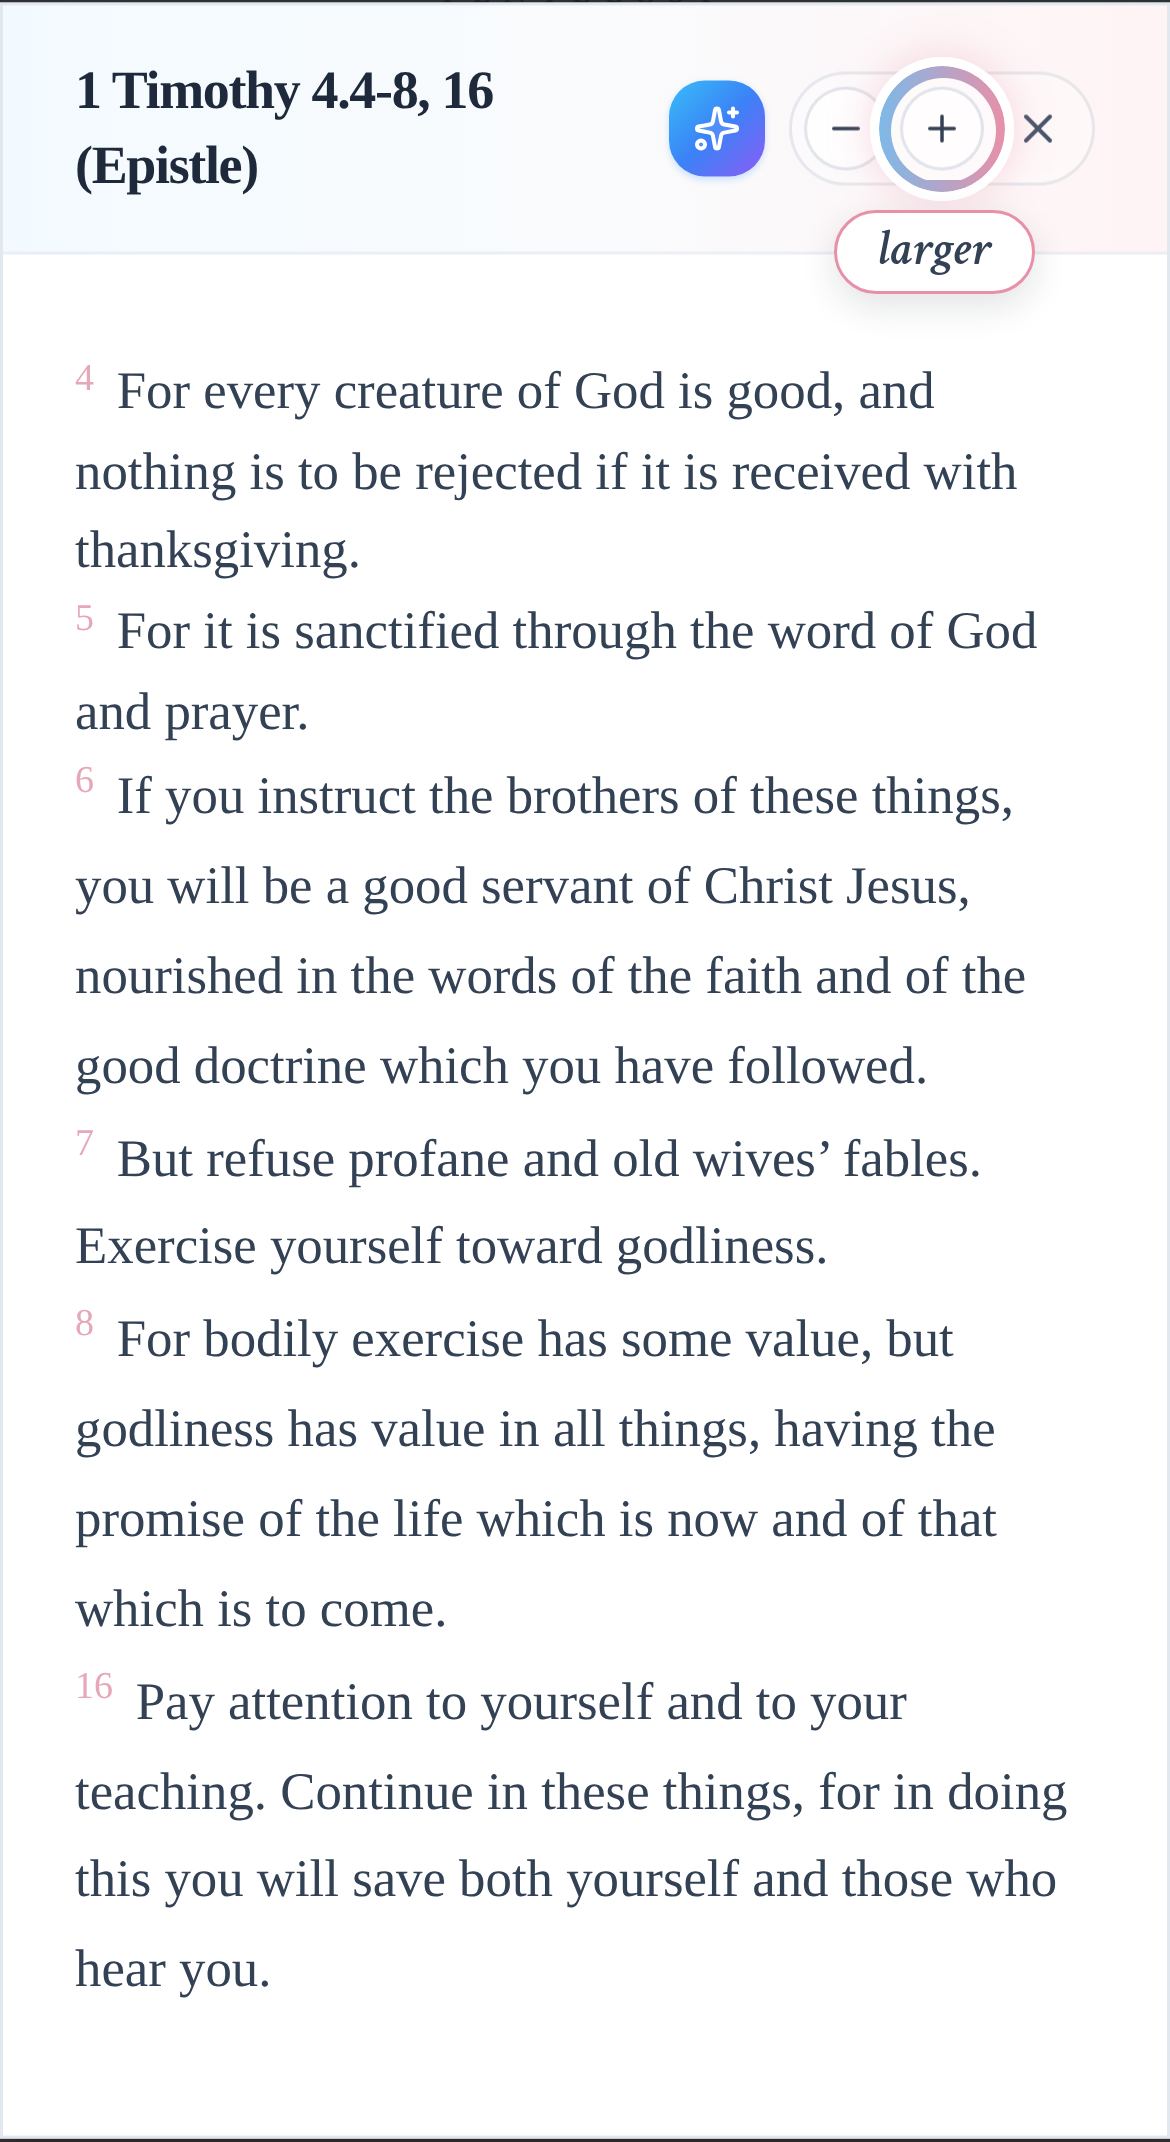 1 Timothy 4.4-8, 16
(Epistle)
larger
4 For every creature of God is good, and
nothing is to be rejected if it is received with
thanksgiving.
5 For it is sanctified through the word of God
and prayer.
6 If you instruct the brothers of these things,
you will be a good servant of Christ Jesus,
nourished in the words of the faith and of the
good doctrine which you have followed.
7 But refuse profane and old wives’ fables.
Exercise yourself toward godliness.
8 For bodily exercise has some value, but
godliness has value in all things, having the
promise of the life which is now and of that
which is to come.
16 Pay attention to yourself and to your
teaching. Continue in these things, for in doing
this you will save both yourself and those who
hear you.